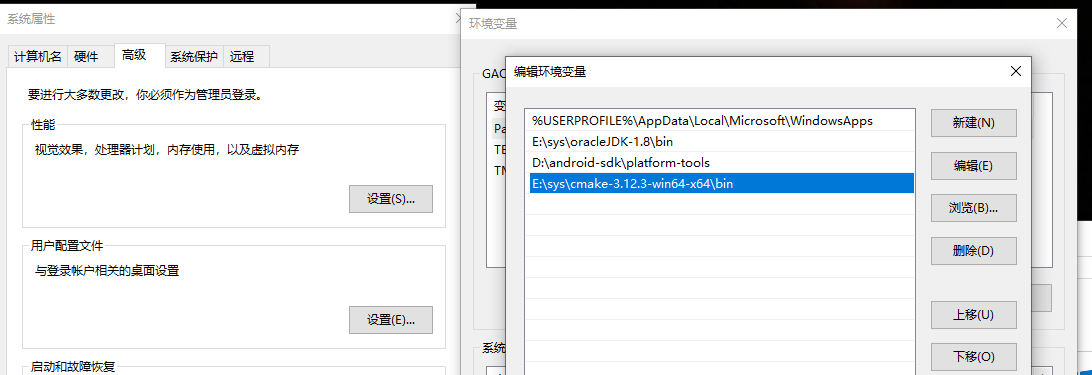 系统属性
计算机名 硬件 高级 系统保护 远程
要进行大多数更改，你必须作为管理员登录。
性能
视觉效果，处理器计划，内存使用，以及虚拟内存
设置(S)...
用户配置文件
与登录帐户相关的桌面设置
设置(E)...
启动和故障恢复
环境变量
GAC
变
Pa
TE
TM
系统
编辑环境变量
%USERPROFILE%\AppData\Local\Microsoft\WindowsApps
E:\sys\oracleJDK-1.8\bin
D:\android-sdk\platform-tools
E:\sys\cmake-3.12.3-win64-x64\bin
新建(N)
编辑(E)
浏览(B)...
删除(D)
上移(U)
下移(O)